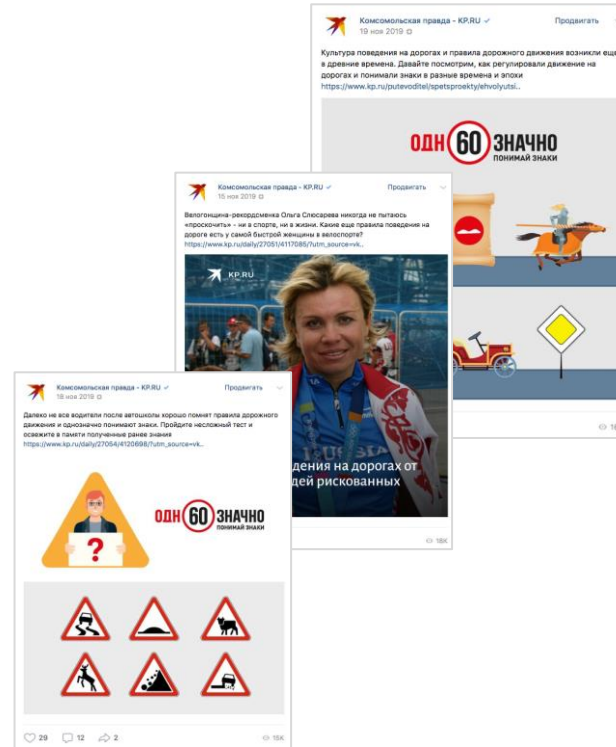 Комсомольская правда - KP.RU
Продвигать
19 ноя 2019
Культура поведения на дорогах и правила дорожного движения возникли еще
в древние времена. Давайте посмотрим, как регулировали движение на
дорогах и понимали знаки в разные времена и эпохи
https://www.kp.ru/putevoditel/spetsproekty/ehvolyutsi..
ОДН 60 ЗНАЧНО
ПОНИМАЙ ЗНАКИ
Комсомольская правда - KP.RU
Продвигать
15 ноя 2019
Велогонщица-рекордсменка Ольга Слюсарева никогда не пытаюсь
«проскочить» - ни в спорте, ни в жизни. Какие еще правила поведения на
дороге есть у самой быстрой женщины в велоспорте?
https://www.kp.ru/daily/27051/4117085/?utm_source=vk..
KP.RU
RUSSIA
дения на дорогах от
дей рискованных
18K
Комсомольская правда - KP.RU
Продвигать
18 ноя 2019
Далеко не все водители после автошколы хорошо помнят правила дорожного
движения и однозначно понимают знаки. Пройдите несложный тест и
освежите в памяти полученные ранее знания
https://www.kp.ru/daily/27054/4120698/?utm_source=vk..
?
ОДН 60 ЗНАЧНО
ПОНИМАЙ ЗНАКИ
29
12
2
15K